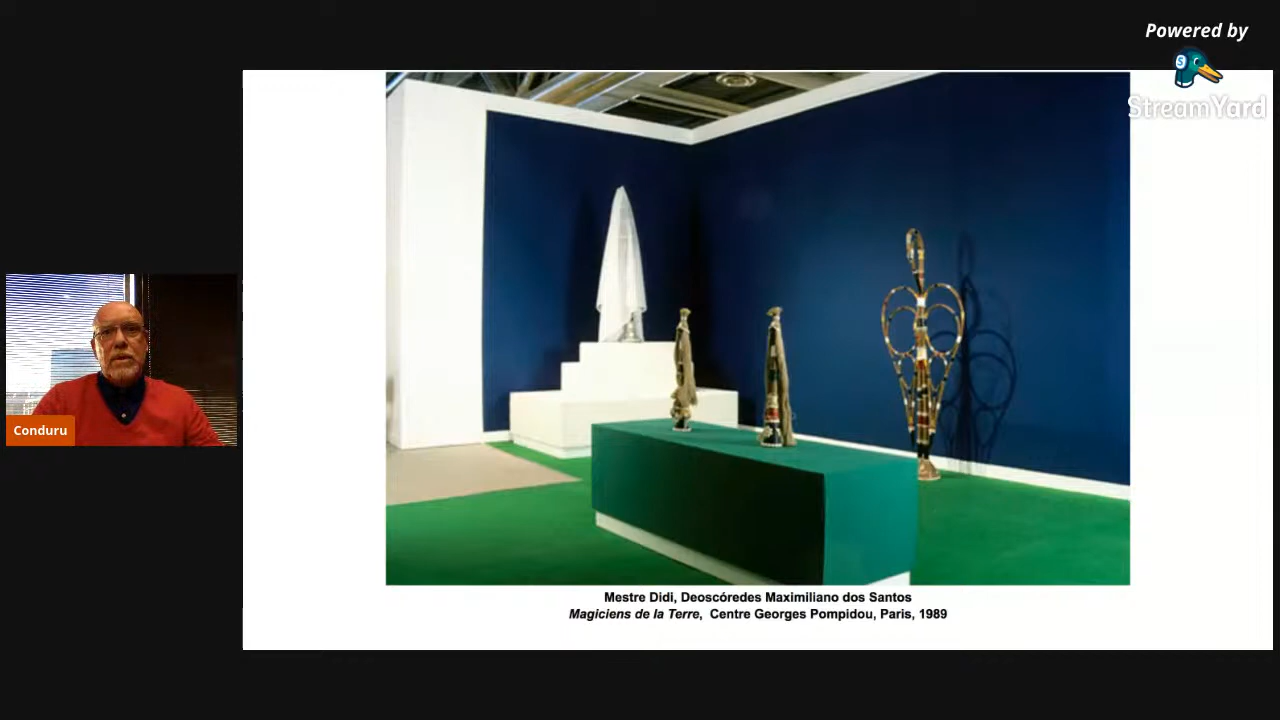 Powered by
StreamYard
Conduru
Mestre Didi, Deoscóredes Maximiliano dos Santos
Magiciens de la Terre, Centre Georges Pompidou, Paris, 1989